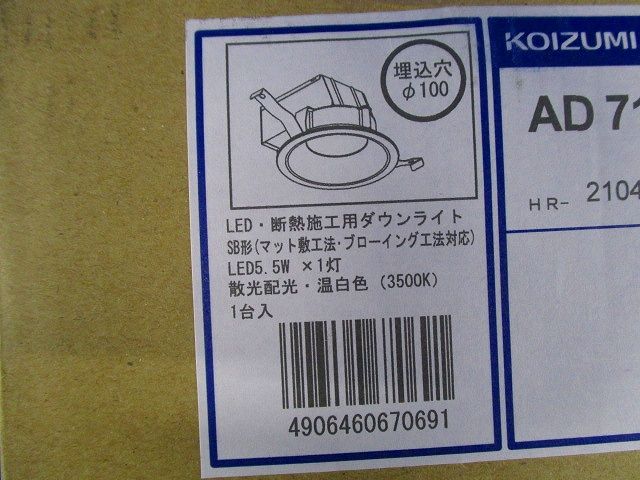 埋込穴
φ100
LED・断熱施工用ダウンライト
SB形(マット敷工法・ブローイング工法対応)
LED5.5W ×1灯
散光配光・温白色 (3500K)
1台入
4906460670691
KOIZUMI
AD 71
HR- 2104